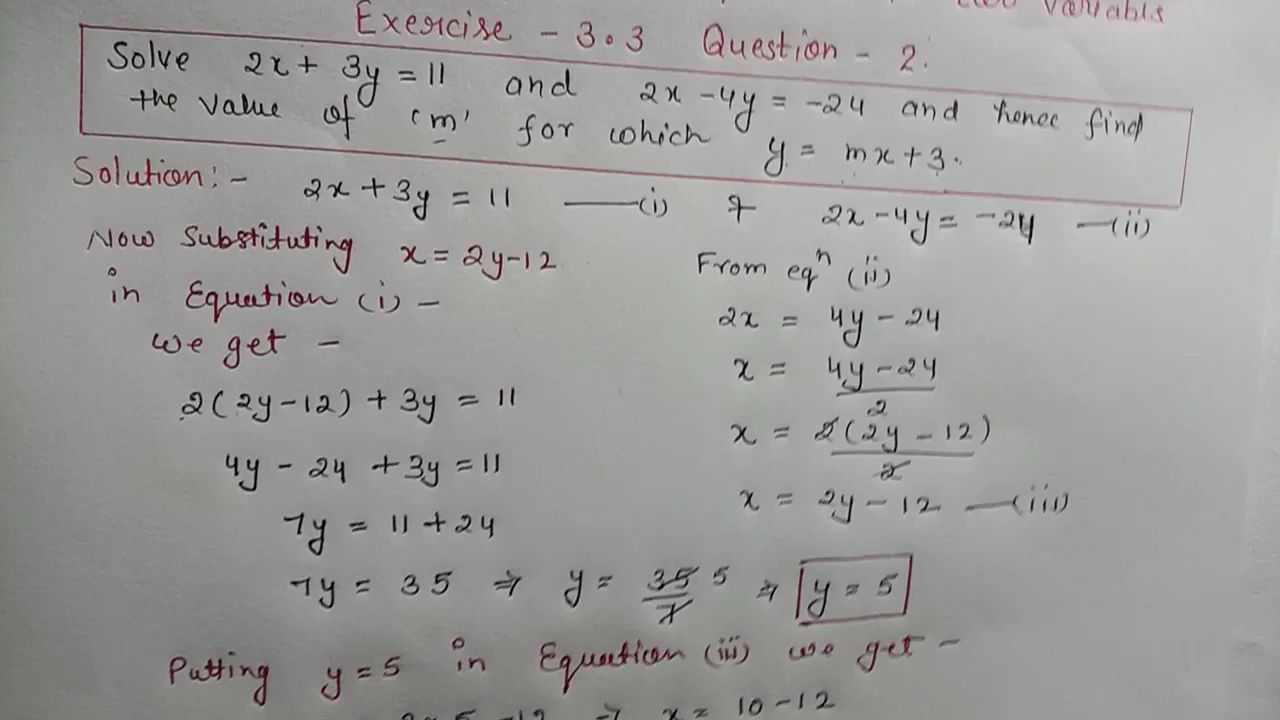 two variable
Exercise - 3.3 Question - 2.
Solve 2x + 3y = 11 and 2x - 4y = -24 and hence find
the value of 'm' for which y = mx + 3.
Solution:- 2x + 3y = 11 —(i) & 2x - 4y = -24 —(ii)
Now Substituting x = 2y-12
in Equation (i) -
we get -
2(2y-12) + 3y = 11
4y - 24 + 3y = 11
7y = 11 + 24
From eqⁿ (ii)
2x = 4y - 24
x = 4y - 24 / 2
x = 2(2y - 12) / 2
x = 2y - 12 —(iii)
7y = 35 ⇒ y = 35/7 5 ⇒ y = 5
Putting y = 5 in Equation (iii) we get -
⇒ x = 10 - 12